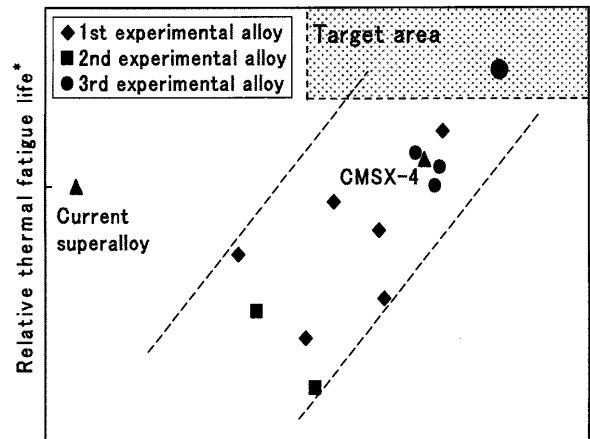 1st experimental alloy
2nd experimental alloy
3rd experimental alloy
Target area
CMSX-4
Current
superalloy
Relative thermal fatigue life*